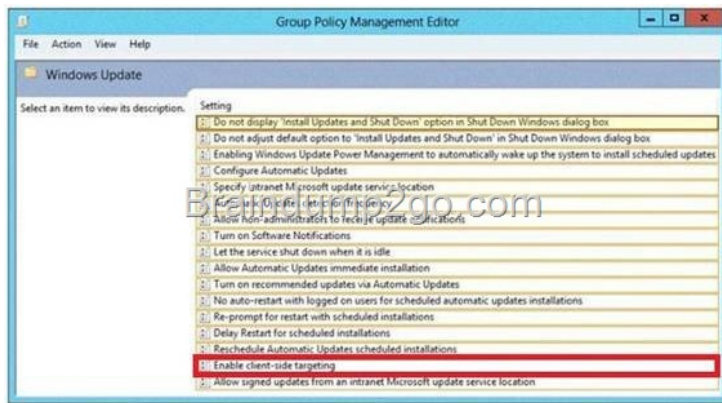 Group Policy Management Editor
File Action View Help
Windows Update
Select an item to view its description.
Setting
Do not display 'Install Updates and Shut Down' option in Shut Down Windows dialog box
Do not adjust default option to 'Install Updates and Shut Down' in Shut Down Windows dialog box
Enabling Windows Update Power Management to automatically wake up the system to install scheduled updates
Configure Automatic Updates
Specify intranet Microsoft update service location
Automatic Updates detection frequency
Braindump2go.com
Allow non-administrators to receive update notifications
Turn on Software Notifications
Let the service shut down when it is idle
Allow Automatic Updates immediate installation
Turn on recommended updates via Automatic Updates
No auto-restart with logged on users for scheduled automatic updates installations
Re-prompt for restart with scheduled installations
Delay Restart for scheduled installations
Reschedule Automatic Updates scheduled installations
Enable client-side targeting
Allow signed updates from an intranet Microsoft update service location